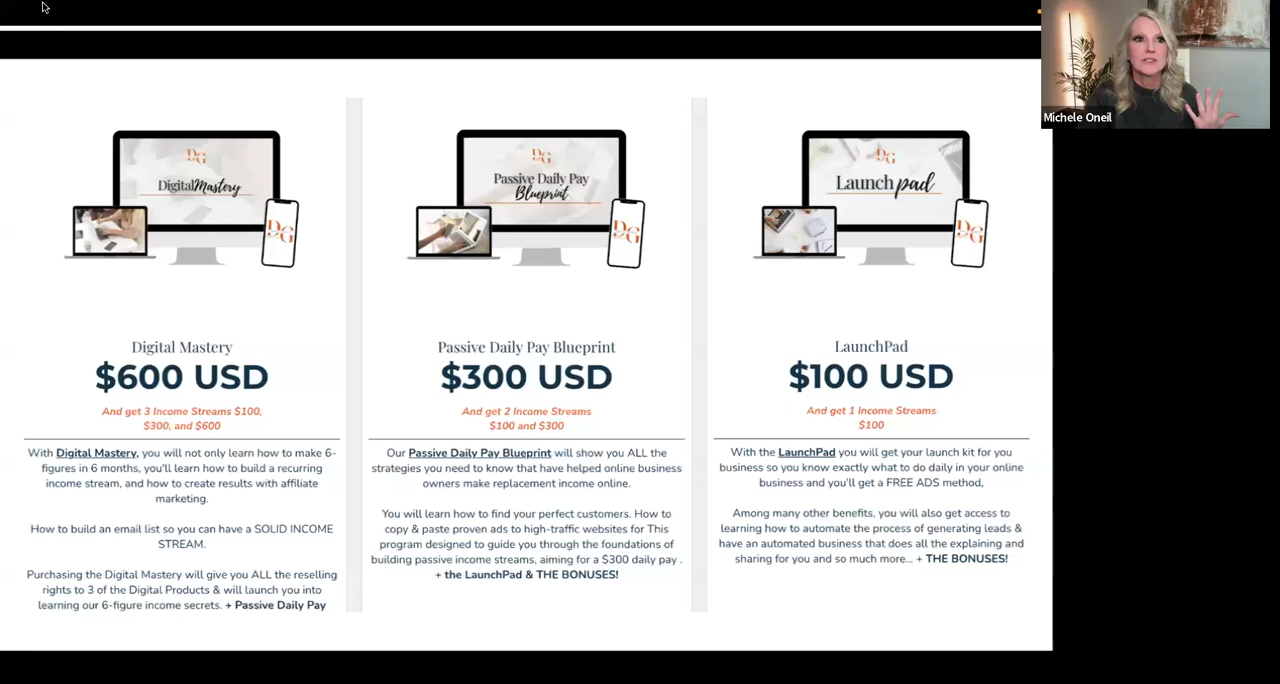 Michele Oneil
DG
DigitalMastery
DG
Digital Mastery
$600 USD
And get 3 Income Streams $100,
$300, and $600
With Digital Mastery, you will not only learn how to make 6-
figures in 6 months, you'll learn how to build a recurring
income stream, and how to create results with affiliate
marketing.
How to build an email list so you can have a SOLID INCOME
STREAM.
Purchasing the Digital Mastery will give you ALL the reselling
rights to 3 of the Digital Products & will launch you into
learning our 6-figure income secrets. + Passive Daily Pay
DG
Passive Daily Pay
Blueprint
DG
Passive Daily Pay Blueprint
$300 USD
And get 2 Income Streams
$100 and $300
Our Passive Daily Pay Blueprint will show you ALL the
strategies you need to know that have helped online business
owners make replacement income online.
You will learn how to find your perfect customers. How to
copy & paste proven ads to high-traffic websites for This
program designed to guide you through the foundations of
building passive income streams, aiming for a $300 daily pay .
+ the LaunchPad & THE BONUSES!
DG
Launch pad
DG
LaunchPad
$100 USD
And get 1 Income Streams
$100
With the LaunchPad you will get your launch kit for you
business so you know exactly what to do daily in your online
business and you'll get a FREE ADS method,
Among many other benefits, you will also get access to
learning how to automate the process of generating leads &
have an automated business that does all the explaining and
sharing for you and so much more... + THE BONUSES!